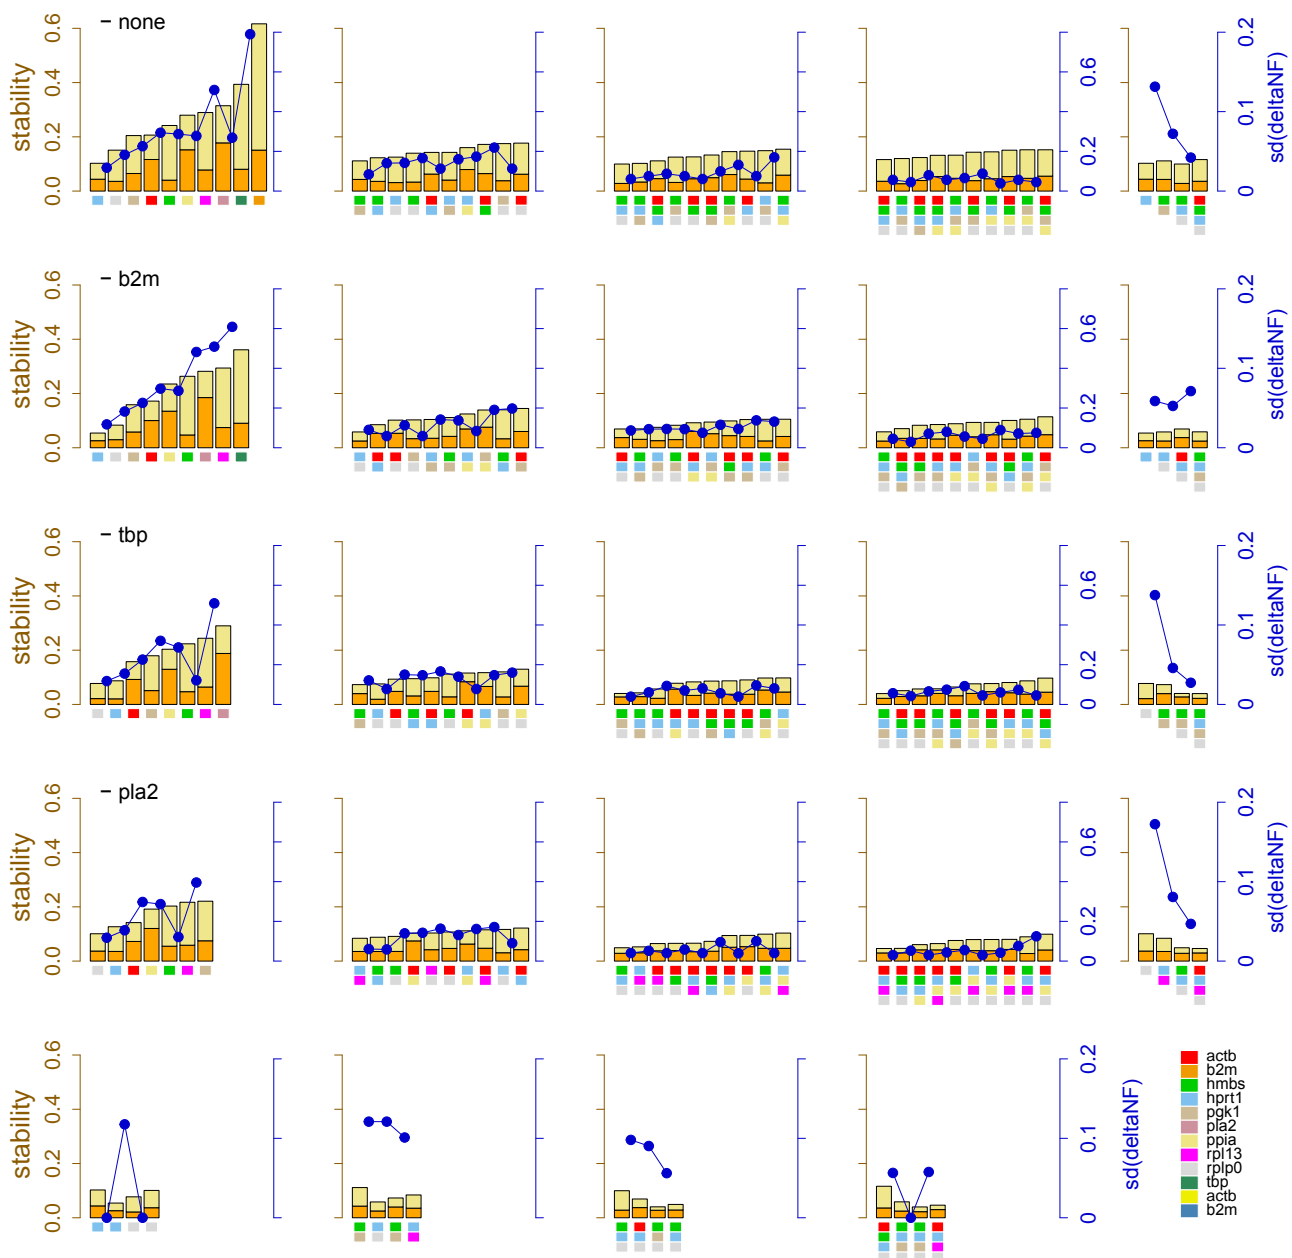 − none
stability
0.0 0.2 0.4 0.6
0 0.2 0.6
0 0.1 0.2
sd(deltaNF)
− b2m
stability
0.0 0.2 0.4 0.6
0 0.2 0.6
0 0.1 0.2
sd(deltaNF)
− tbp
stability
0.0 0.2 0.4 0.6
0 0.2 0.6
0 0.1 0.2
sd(deltaNF)
− pla2
stability
0.0 0.2 0.4 0.6
0 0.2 0.6
0 0.1 0.2
sd(deltaNF)
stability
0.0 0.2 0.4 0.6
0 0.1 0.2
sd(deltaNF)
actb
b2m
hmbs
hprt1
pgk1
pla2
ppia
rpl13
rplp0
tbp
actb
b2m